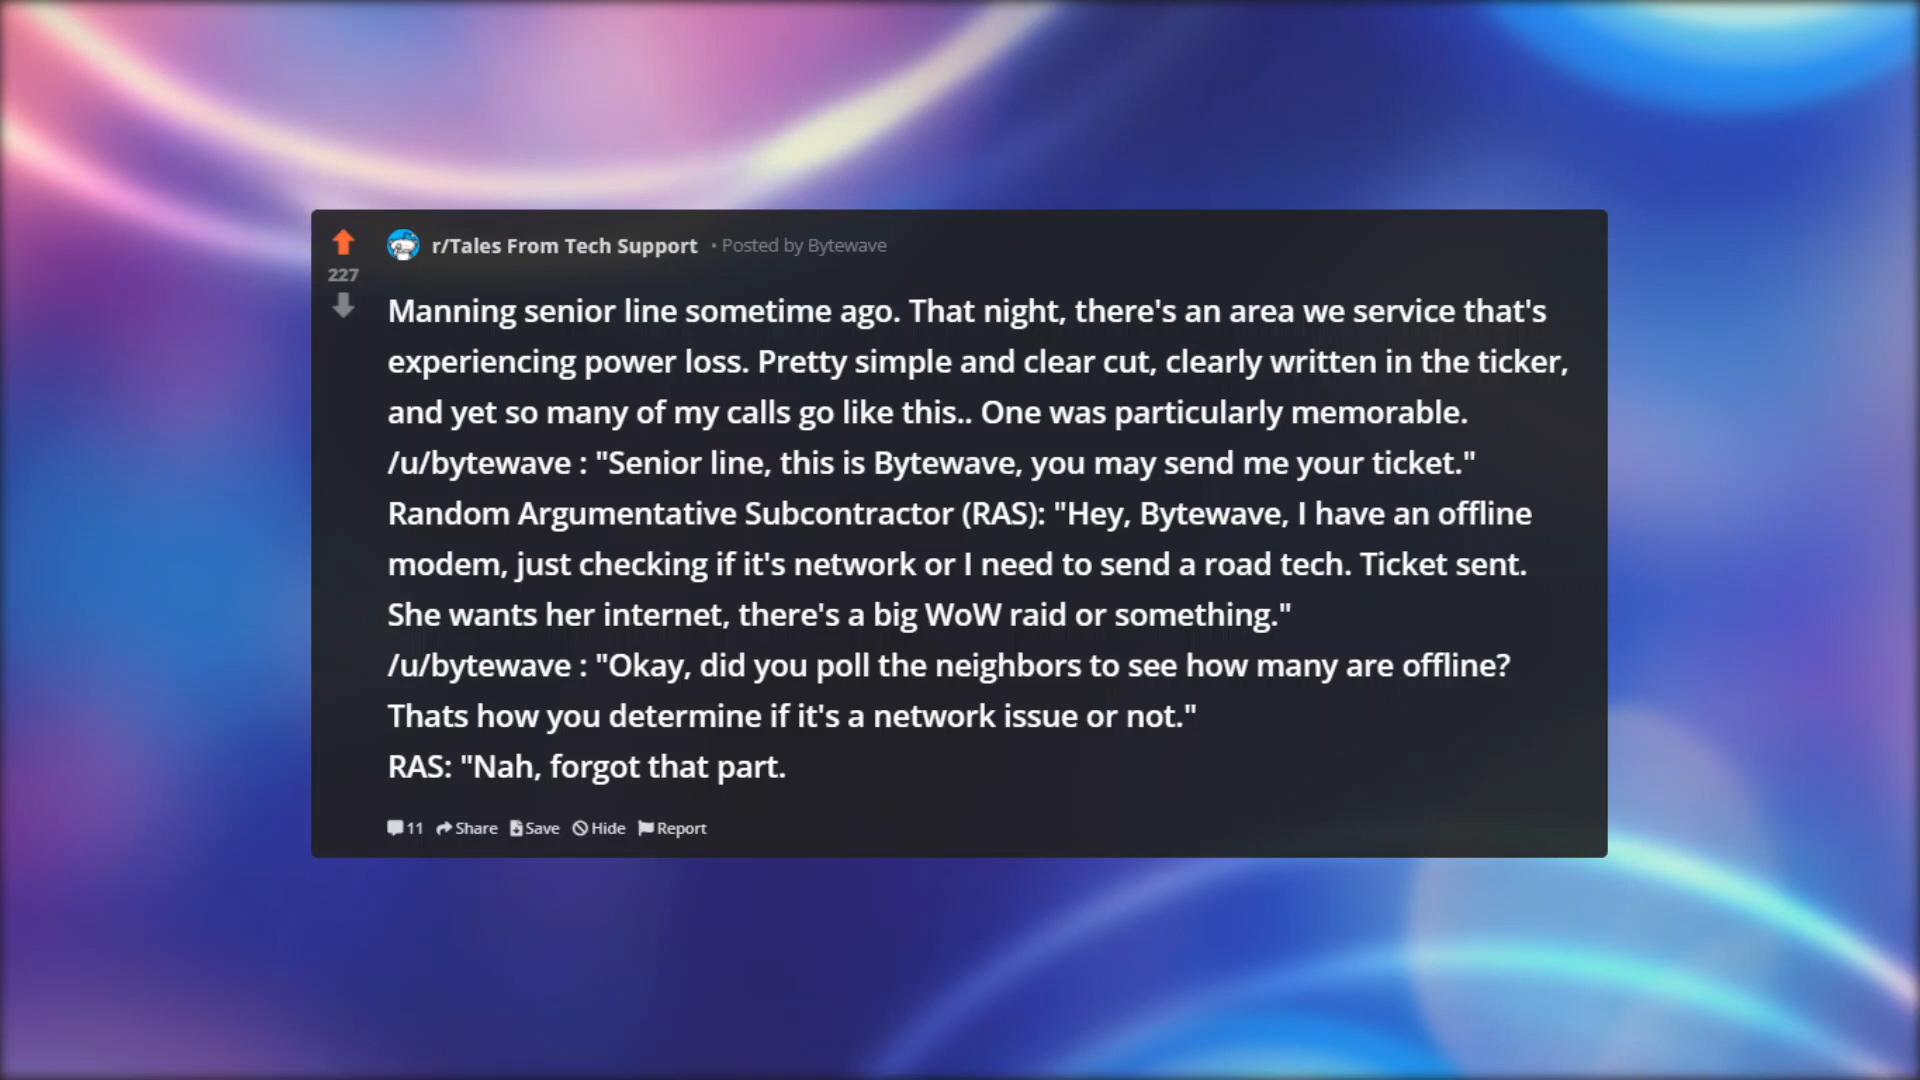 r/Tales From Tech Support • Posted by Bytewave
227
Manning senior line sometime ago. That night, there's an area we service that's
experiencing power loss. Pretty simple and clear cut, clearly written in the ticker,
and yet so many of my calls go like this.. One was particularly memorable.
/u/bytewave : "Senior line, this is Bytewave, you may send me your ticket."
Random Argumentative Subcontractor (RAS): "Hey, Bytewave, I have an offline
modem, just checking if it's network or I need to send a road tech. Ticket sent.
She wants her internet, there's a big WoW raid or something."
/u/bytewave : "Okay, did you poll the neighbors to see how many are offline?
Thats how you determine if it's a network issue or not."
RAS: "Nah, forgot that part.
11 Share Save Hide Report